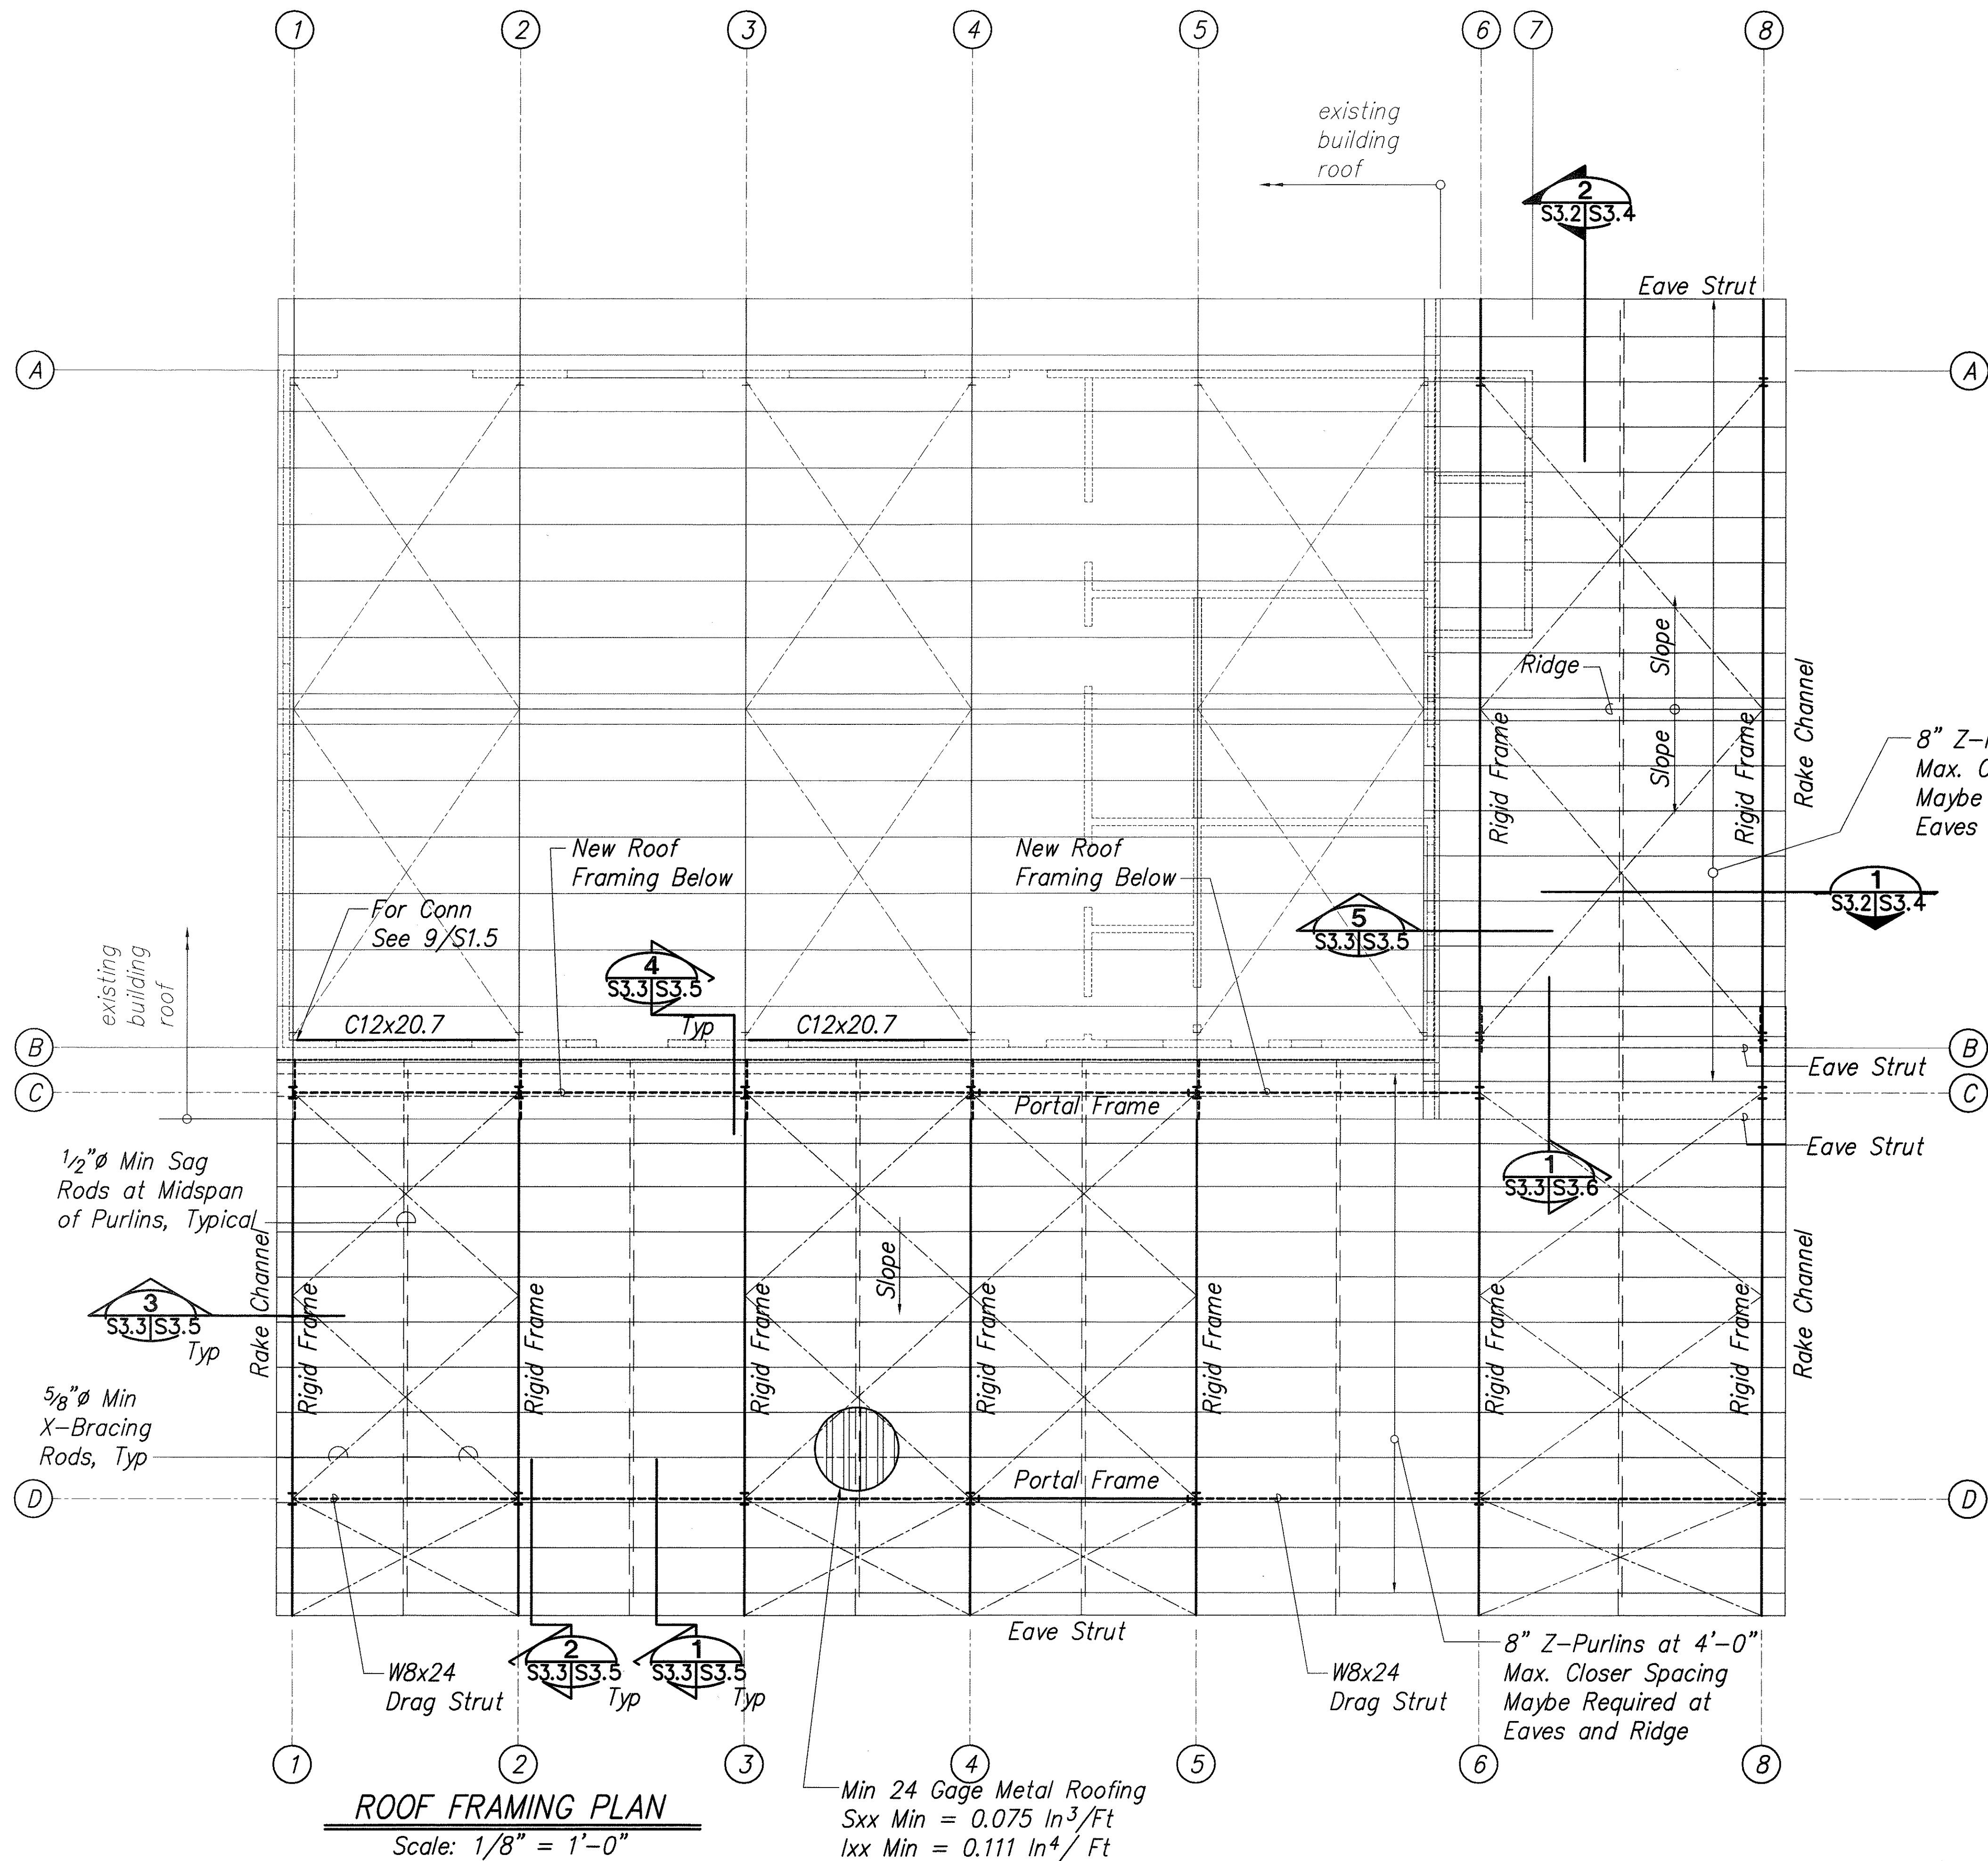 1 2 3 4 5 6 7 8
existing
building
roof
2
S3.2 S3.4
Eave Strut
A A
Ridge
Slope
Slope
Rigid Frame
Rigid Frame
Rake Channel
8" Z-
Max.
Maybe
Eaves
New Roof
Framing Below
New Roof
Framing Below
For Conn
See 9/S1.5
1
S3.2 S3.4
5
S3.3 S3.5
4
S3.3 S3.5
Typ
existing
building
roof
C12x20.7
C12x20.7
B B
Eave Strut
C C
Portal Frame
Eave Strut
1/2"ø Min Sag
Rods at Midspan
of Purlins, Typical
1
S3.3 S3.6
Rake Channel
Slope
3
S3.3 S3.5
Typ
Rigid Frame
Rigid Frame
Rigid Frame
Rigid Frame
Rigid Frame
Rigid Frame
Rigid Frame
Rake Channel
5/8"ø Min
X-Bracing
Rods, Typ
Portal Frame
D D
Eave Strut
W8x24
Drag Strut
2
S3.3 S3.5
Typ
1
S3.3 S3.5
Typ
W8x24
Drag Strut
8" Z-Purlins at 4'-0"
Max. Closer Spacing
Maybe Required at
Eaves and Ridge
1 2 3 4 5 6 8
ROOF FRAMING PLAN
Scale: 1/8" = 1'-0"
Min 24 Gage Metal Roofing
Sxx Min = 0.075 In³/Ft
Ixx Min = 0.111 In⁴/ Ft